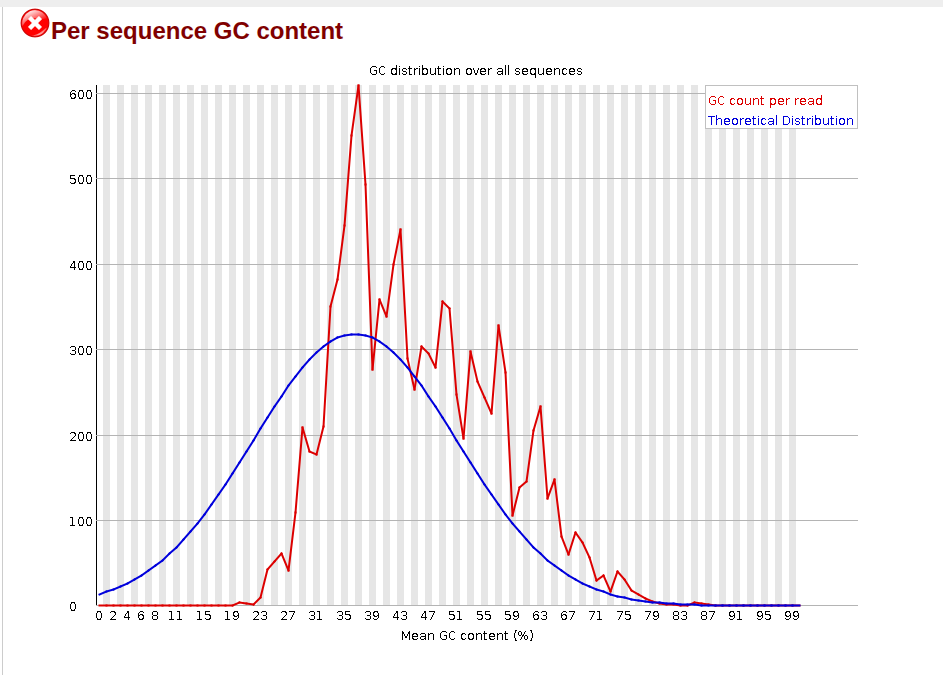 Per sequence GC content
GC distribution over all sequences
GC count per read
Theoretical Distribution
600
500
400
300
200
100
0
0 2 4 6 8 11 15 19 23 27 31 35 39 43 47 51 55 59 63 67 71 75 79 83 87 91 95 99
Mean GC content (%)